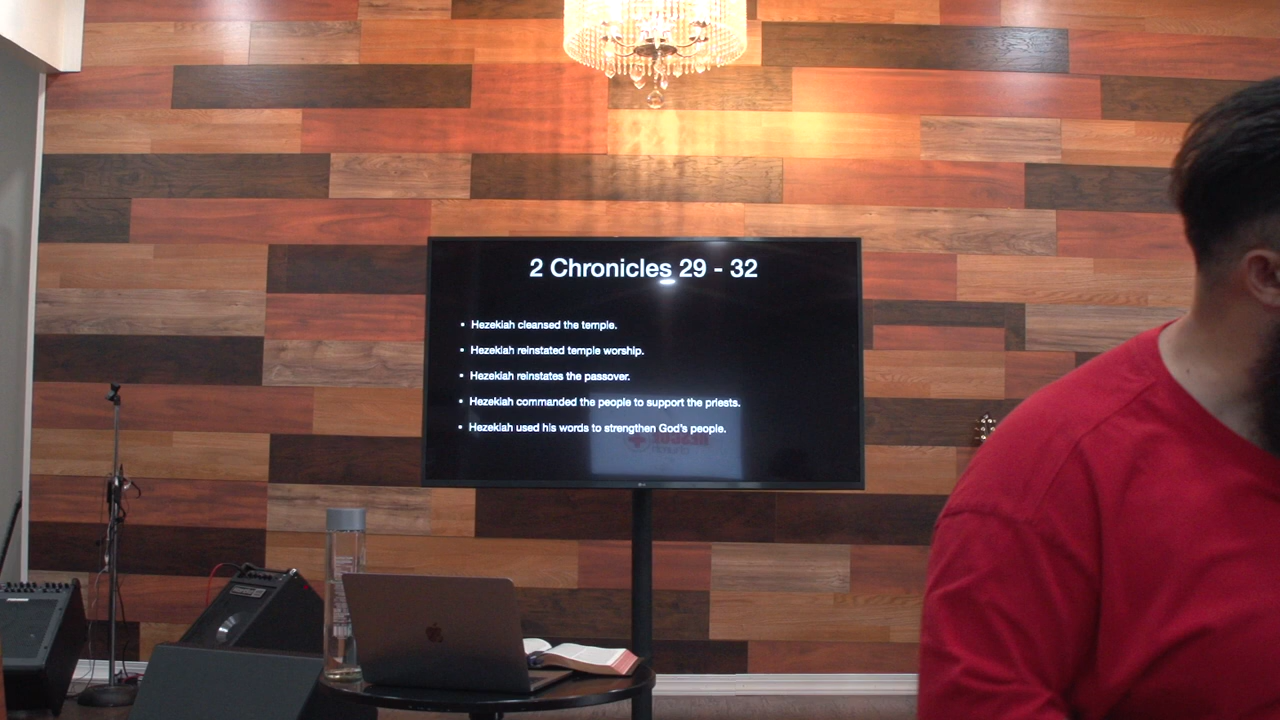 2 Chronicles 29 - 32
• Hezekiah cleansed the temple.
• Hezekiah reinstated temple worship.
• Hezekiah reinstates the passover.
• Hezekiah commanded the people to support the priests.
• Hezekiah used his words to strengthen God's people.